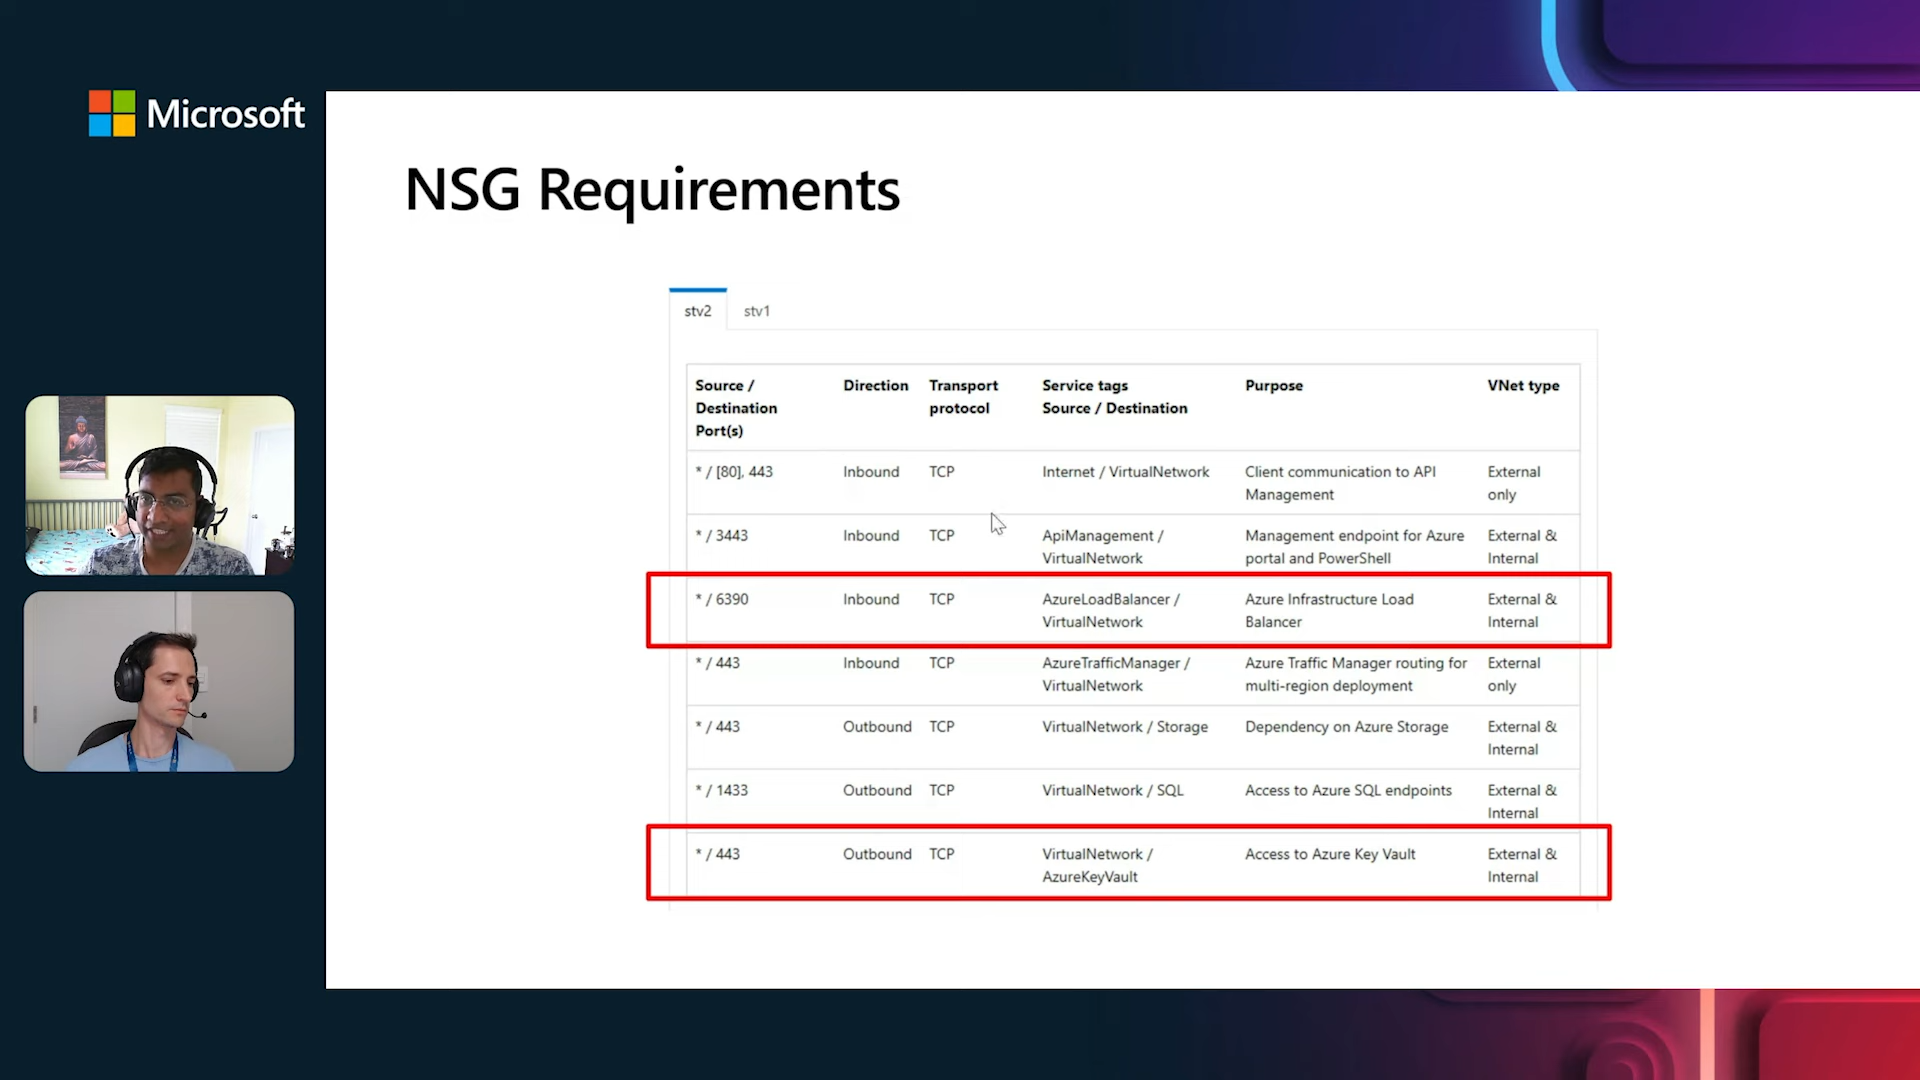 Microsoft
NSG Requirements
stv2 stv1
Source / Direction Transport Service tags Purpose VNet type
Destination protocol Source / Destination
Port(s)
* / [80], 443 Inbound TCP Internet / VirtualNetwork Client communication to API External
Management only
* / 3443 Inbound TCP ApiManagement / Management endpoint for Azure External &
VirtualNetwork portal and PowerShell Internal
* / 6390 Inbound TCP AzureLoadBalancer / Azure Infrastructure Load External &
VirtualNetwork Balancer Internal
* / 443 Inbound TCP AzureTrafficManager / Azure Traffic Manager routing for External
VirtualNetwork multi-region deployment only
* / 443 Outbound TCP VirtualNetwork / Storage Dependency on Azure Storage External &
Internal
* / 1433 Outbound TCP VirtualNetwork / SQL Access to Azure SQL endpoints External &
Internal
* / 443 Outbound TCP VirtualNetwork / Access to Azure Key Vault External &
AzureKeyVault Internal